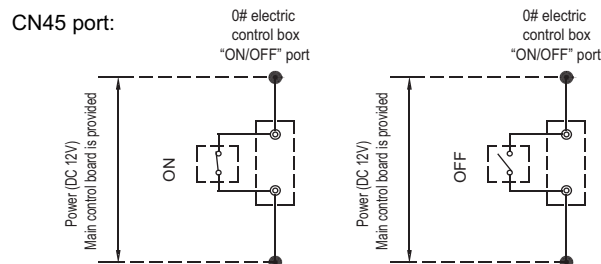 CN45 port:
0# electric
control box
“ON/OFF” port
Power (DC 12V)
Main control board is provided
ON
0# electric
control box
“ON/OFF” port
Power (DC 12V)
Main control board is provided
OFF